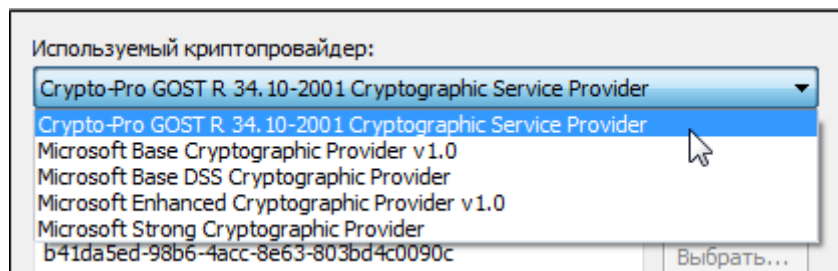 Используемый криптопровайдер:
Crypto-Pro GOST R 34.10-2001 Cryptographic Service Provider
Crypto-Pro GOST R 34.10-2001 Cryptographic Service Provider
Microsoft Base Cryptographic Provider v1.0
Microsoft Base DSS Cryptographic Provider
Microsoft Enhanced Cryptographic Provider v1.0
Microsoft Strong Cryptographic Provider
b41da5ed-98b6-4acc-8e63-803bd4c0090c Выбрать...